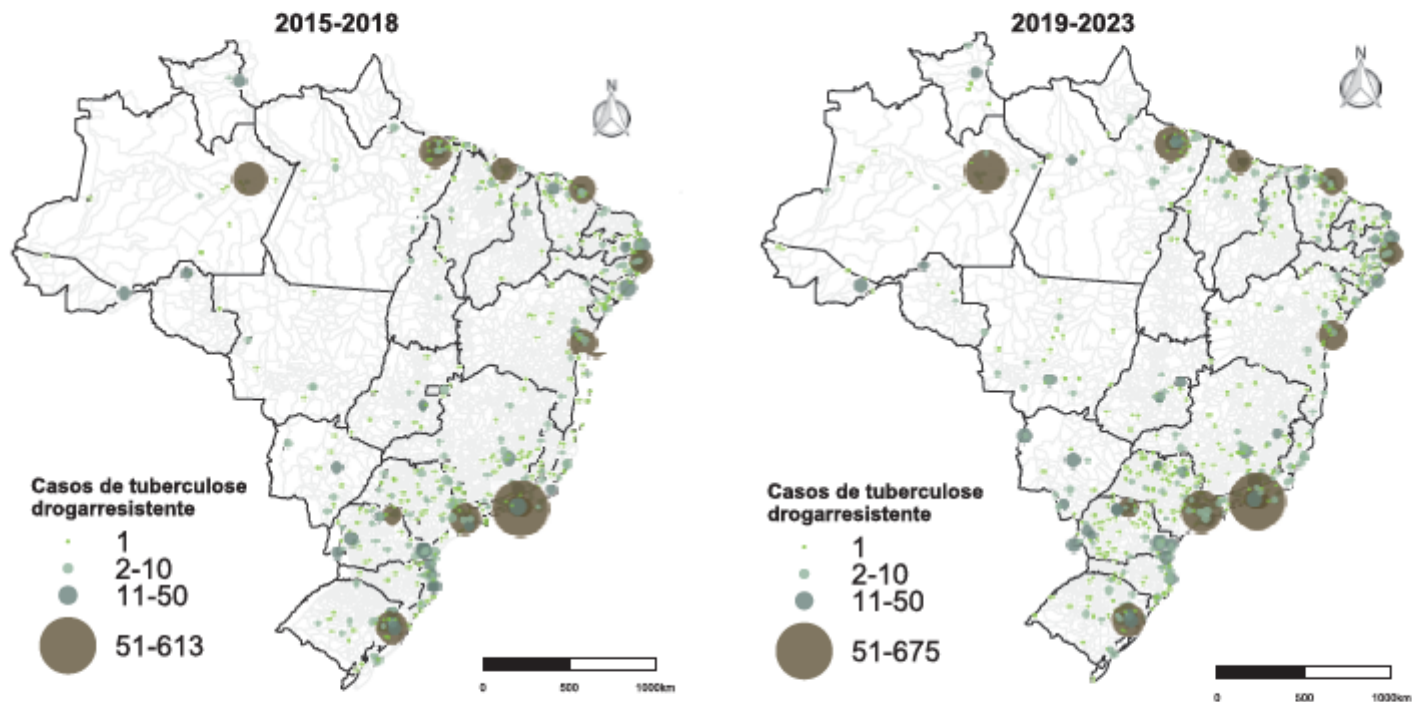 2015-2018
N
Casos de tuberculose
drogarresistente
1
2-10
11-50
51-613
0 500 1000km
2019-2023
N
Casos de tuberculose
drogarresistente
1
2-10
11-50
51-675
0 500 1000km